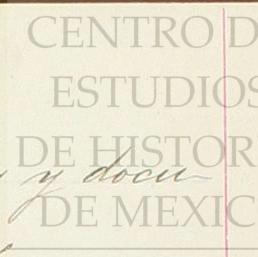 CENTRO D
ESTUDIOS
DE HISTOR
y docu
DE MEXIC